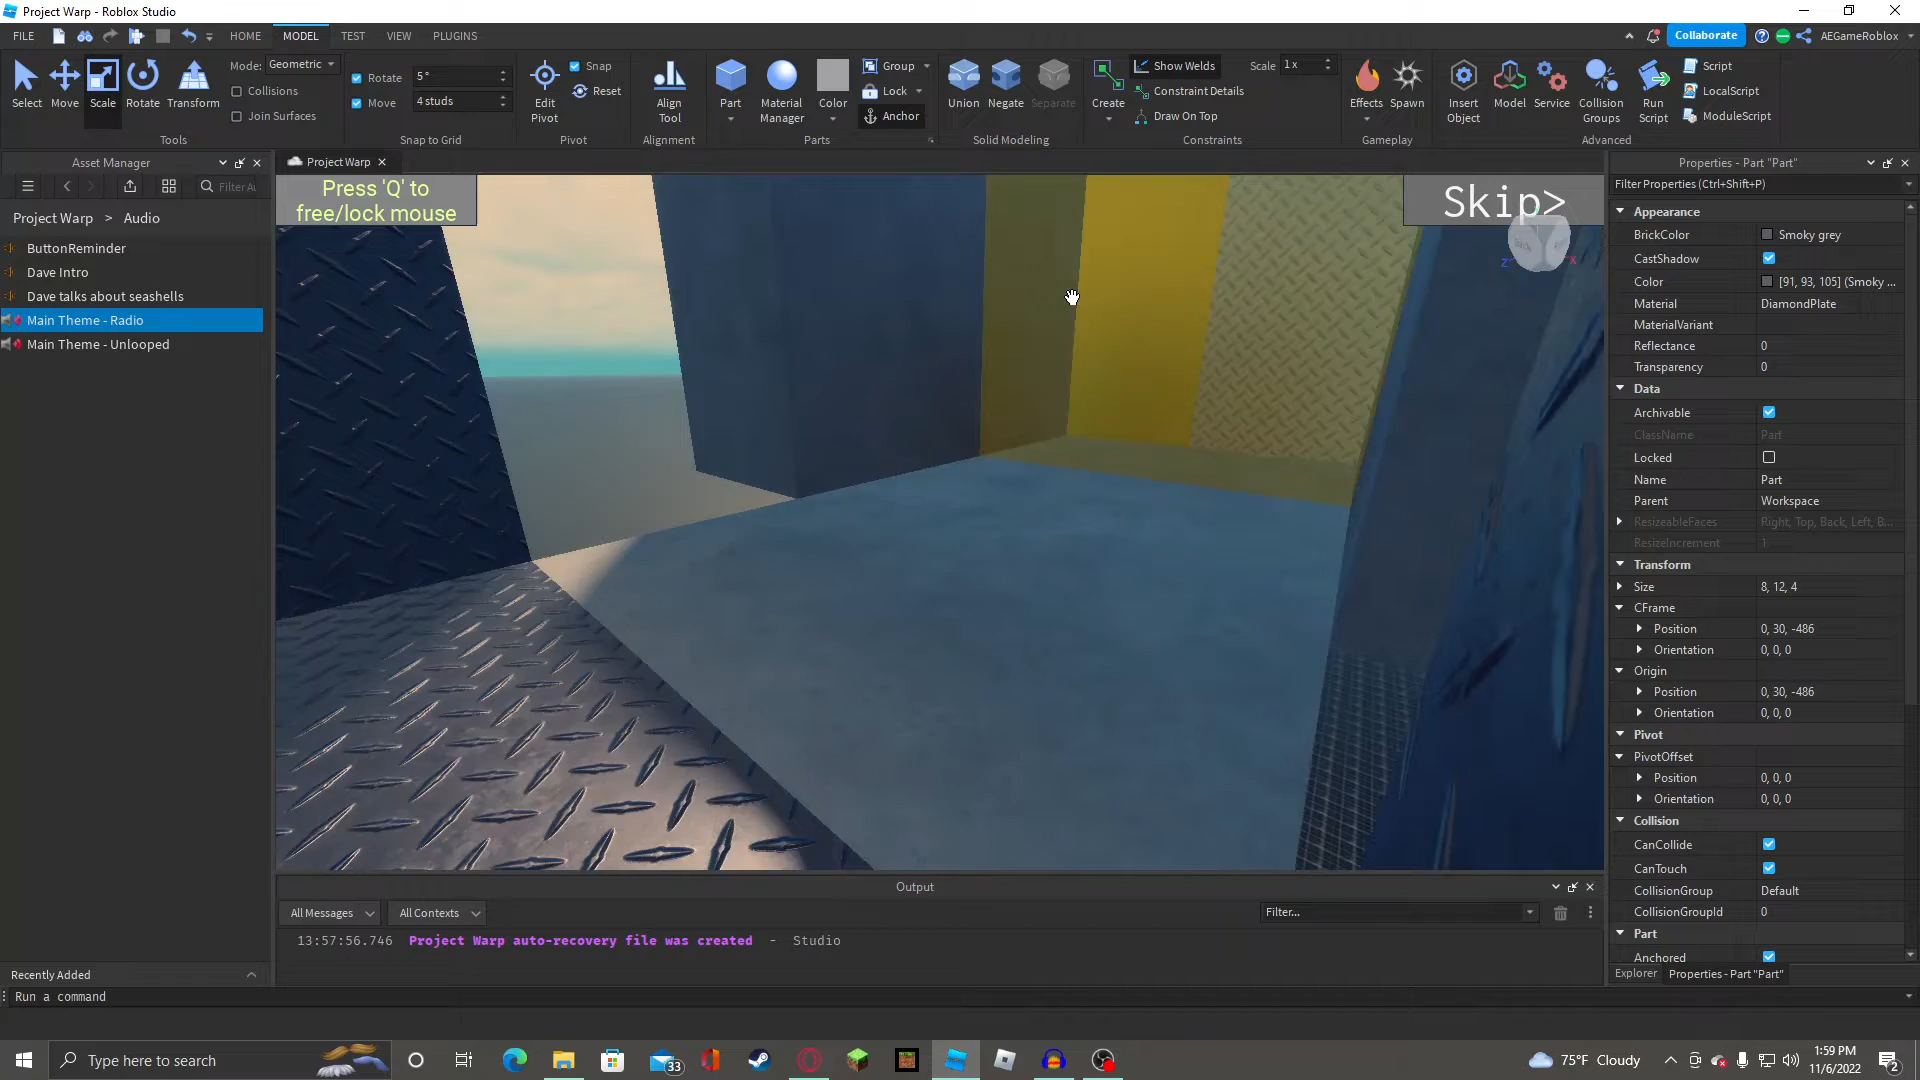 Project Warp - Roblox Studio
FILE HOME MODEL TEST VIEW PLUGINS Collaborate AEGameRoblox
Select Move Scale Rotate Transform
Mode: Geometric
Collisions
Join Surfaces
Tools
Rotate 5°
Move 4 studs
Snap to Grid
Edit Pivot
Snap
Reset
Pivot
Align Tool
Alignment
Part Material Manager Color
Group
Lock
Anchor
Parts
Union Negate Separate
Solid Modeling
Create
Show Welds
Constraint Details
Draw On Top
Scale 1x
Constraints
Effects Spawn
Gameplay
Insert Object Model Service Collision Groups Run Script
Script
LocalScript
ModuleScript
Advanced
Asset Manager
Project Warp > Audio
ButtonReminder
Dave Intro
Dave talks about seashells
Main Theme - Radio
Main Theme - Unlooped
Recently Added
Project Warp
Press 'Q' to
free/lock mouse
Skip>
Back
Z X
Output
All Messages All Contexts Filter...
13:57:56.746 Project Warp auto-recovery file was created - Studio
Properties - Part "Part"
Filter Properties (Ctrl+Shift+P)
Appearance
BrickColor Smoky grey
CastShadow
Color [91, 93, 105] (Smoky ...
Material DiamondPlate
MaterialVariant
Reflectance 0
Transparency 0
Data
Archivable
ClassName Part
Locked
Name Part
Parent Workspace
ResizeableFaces Right, Top, Back, Left, B...
ResizeIncrement 1
Transform
Size 8, 12, 4
CFrame
Position 0, 30, -486
Orientation 0, 0, 0
Origin
Position 0, 30, -486
Orientation 0, 0, 0
Pivot
PivotOffset
Position 0, 0, 0
Orientation 0, 0, 0
Collision
CanCollide
CanTouch
CollisionGroup Default
CollisionGroupId 0
Part
Anchored
Explorer Properties - Part "Part"
Run a command
Type here to search
33
75°F Cloudy
1:59 PM
11/6/2022
2